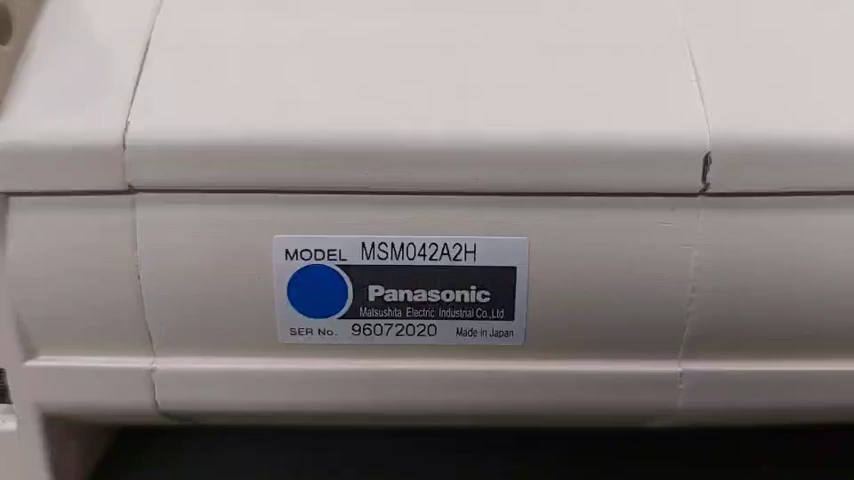 MODEL MSM042A2H
Panasonic
Matsushita Electric Industrial Co.,Ltd.
SER No. 96072020 Made in Japan